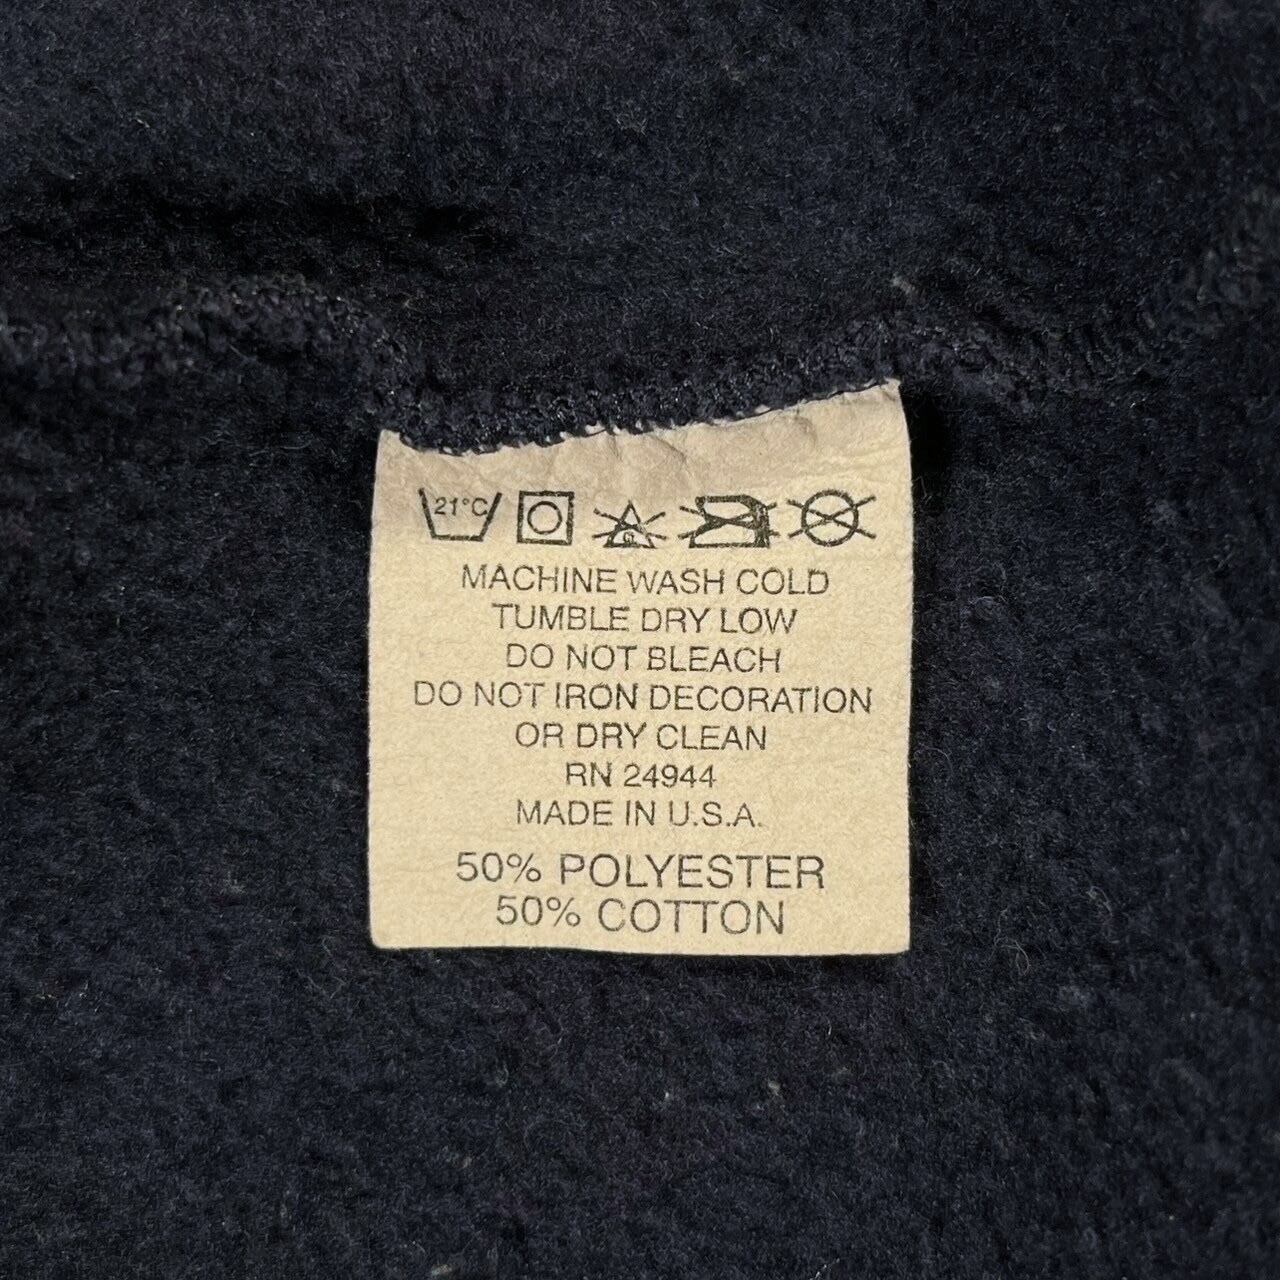 21°C
MACHINE WASH COLD
TUMBLE DRY LOW
DO NOT BLEACH
DO NOT IRON DECORATION
OR DRY CLEAN
RN 24944
MADE IN U.S.A.
50% POLYESTER
50% COTTON